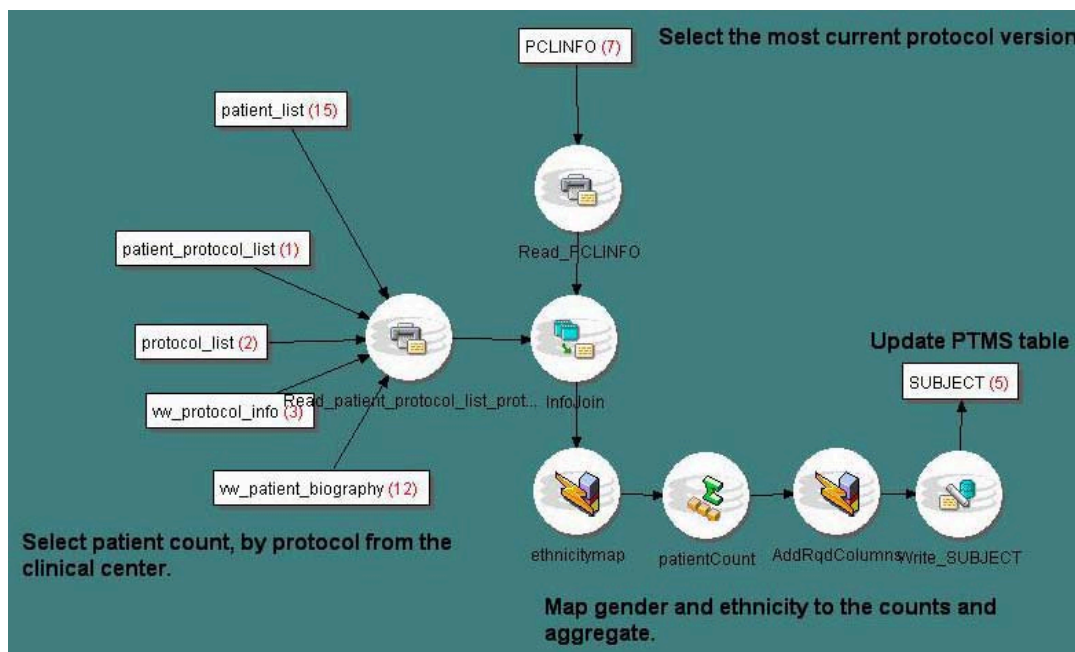 PCLINFO (7)
Select the most current protocol version
patient_list (15)
Read_PCLINFO
patient_protocol_list (1)
protocol_list (2)
Update PTMS table
SUBJECT (5)
vw_protocol_info (3)
Read_patient_protocol_list_prot...
InfoJoin
vw_patient_biography (12)
Select patient count, by protocol from the
clinical center.
ethnicitymap
patientCount
AddRqdColumns
Write_SUBJECT
Map gender and ethnicity to the counts and
aggregate.